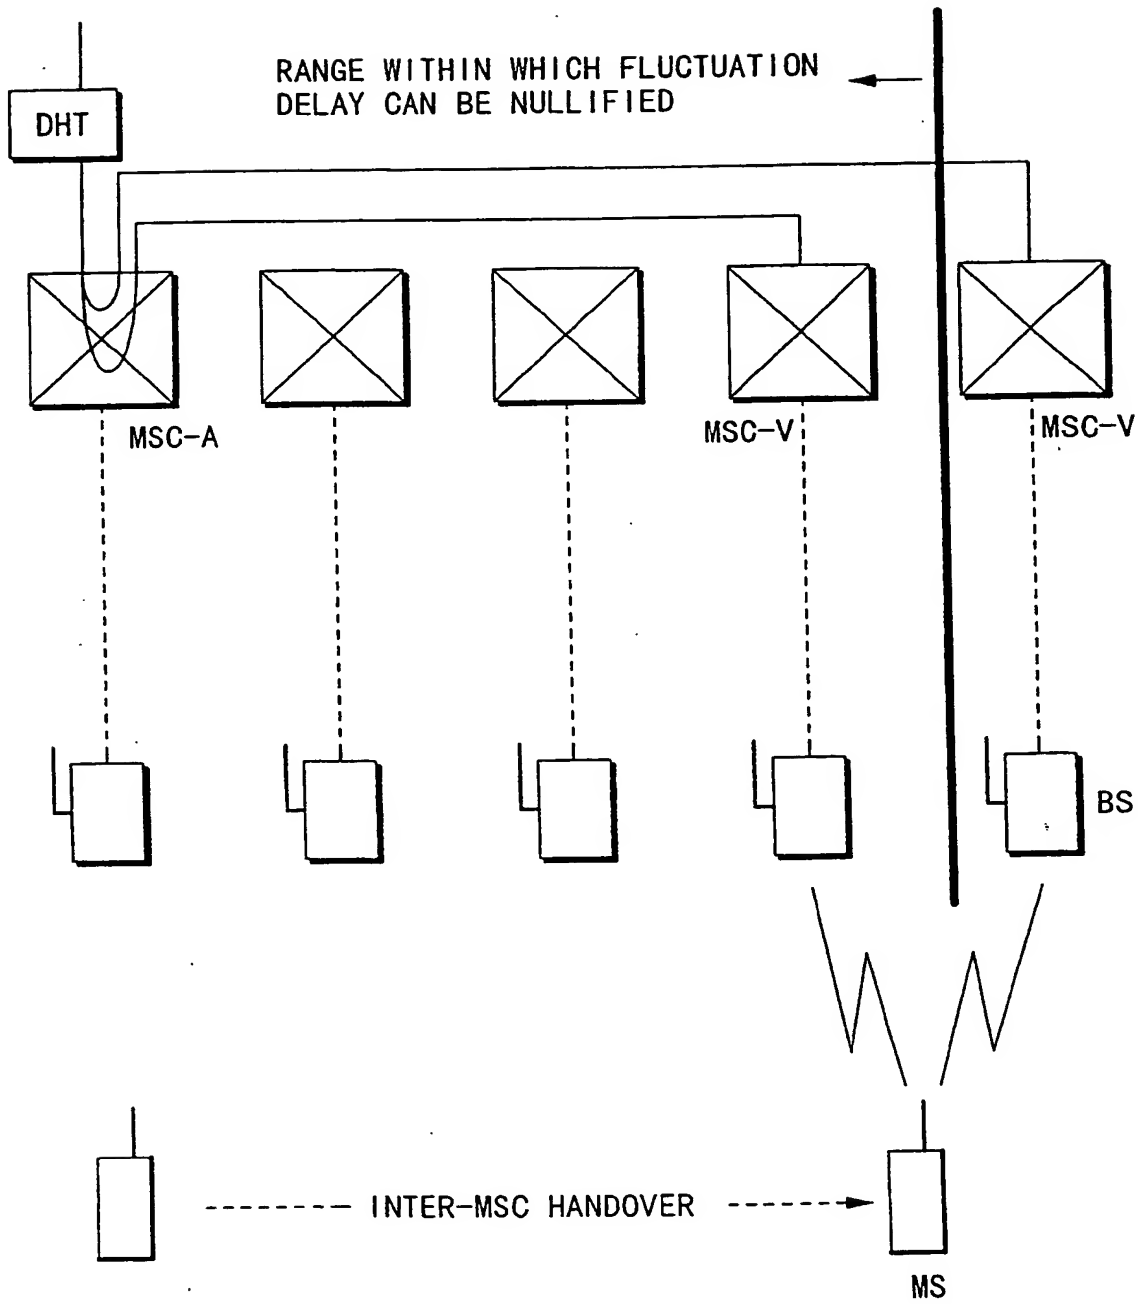 RANGE WITHIN WHICH FLUCTUATION
DELAY CAN BE NULLIFIED
DHT
MSC-A
MSC-V
MSC-V
BS
INTER-MSC HANDOVER
MS